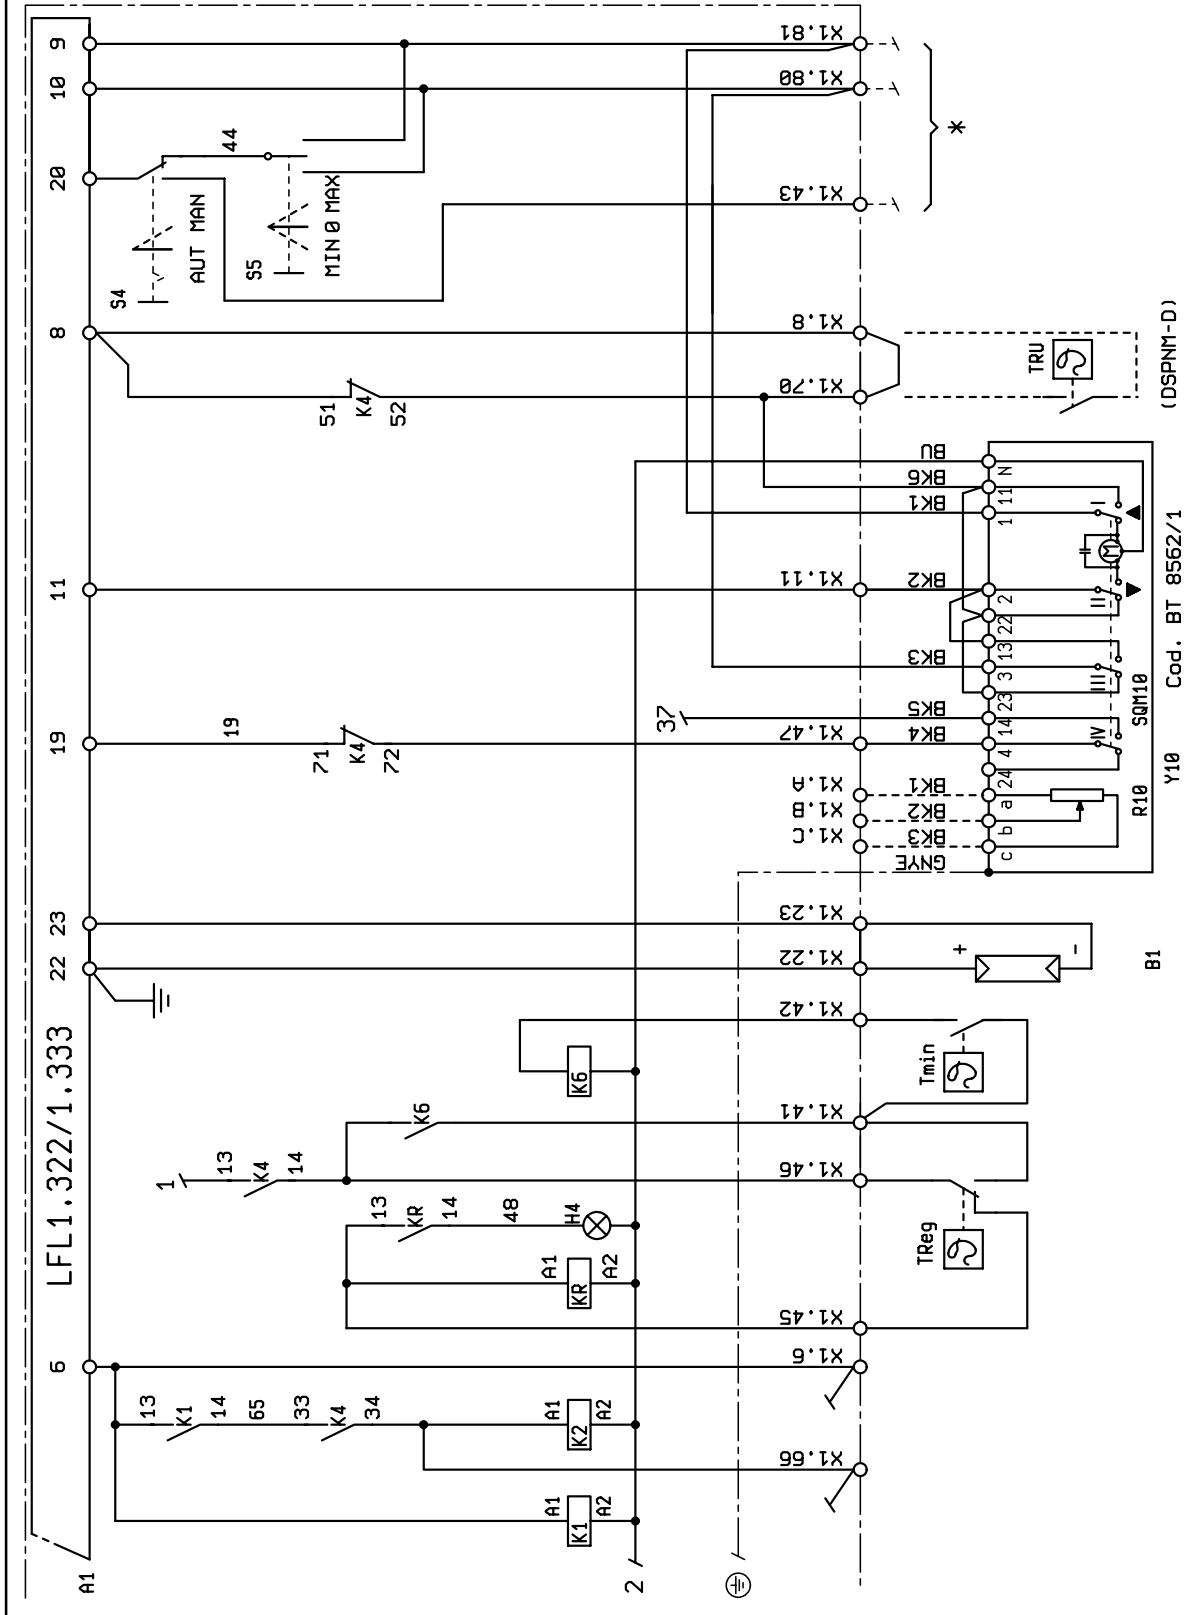 A1
LFL1.322/1.333
6
22
23
19
11
8
20
10
9
13
K1
14
65
33
K4
34
A1
K1
A2
A1
K2
A2
2
X1.66
X1.6
X1.45
A1
KR
A2
13
KR
14
48
H4
1
13
K4
14
K6
K6
X1.46
X1.41
X1.42
TReg
Tmin
X1.22
X1.23
+
-
B1
GNYE
X1.C
X1.B
X1.A
BK3
BK2
BK1
c
b
a
24
4
14
23
3
13
22
2
1
11
N
R10
Y10
SQM10
Cod. BT 8562/1
IV
III
II
I
M
19
71
K4
72
X1.47
37
BK4
BK5
BK3
X1.11
BK2
BK1
BK6
BU
51
K4
52
X1.70
X1.8
TRU
(DSPNM-D)
S4
AUT MAN
S5
MIN 0 MAX
44
X1.43
X1.80
X1.81
*